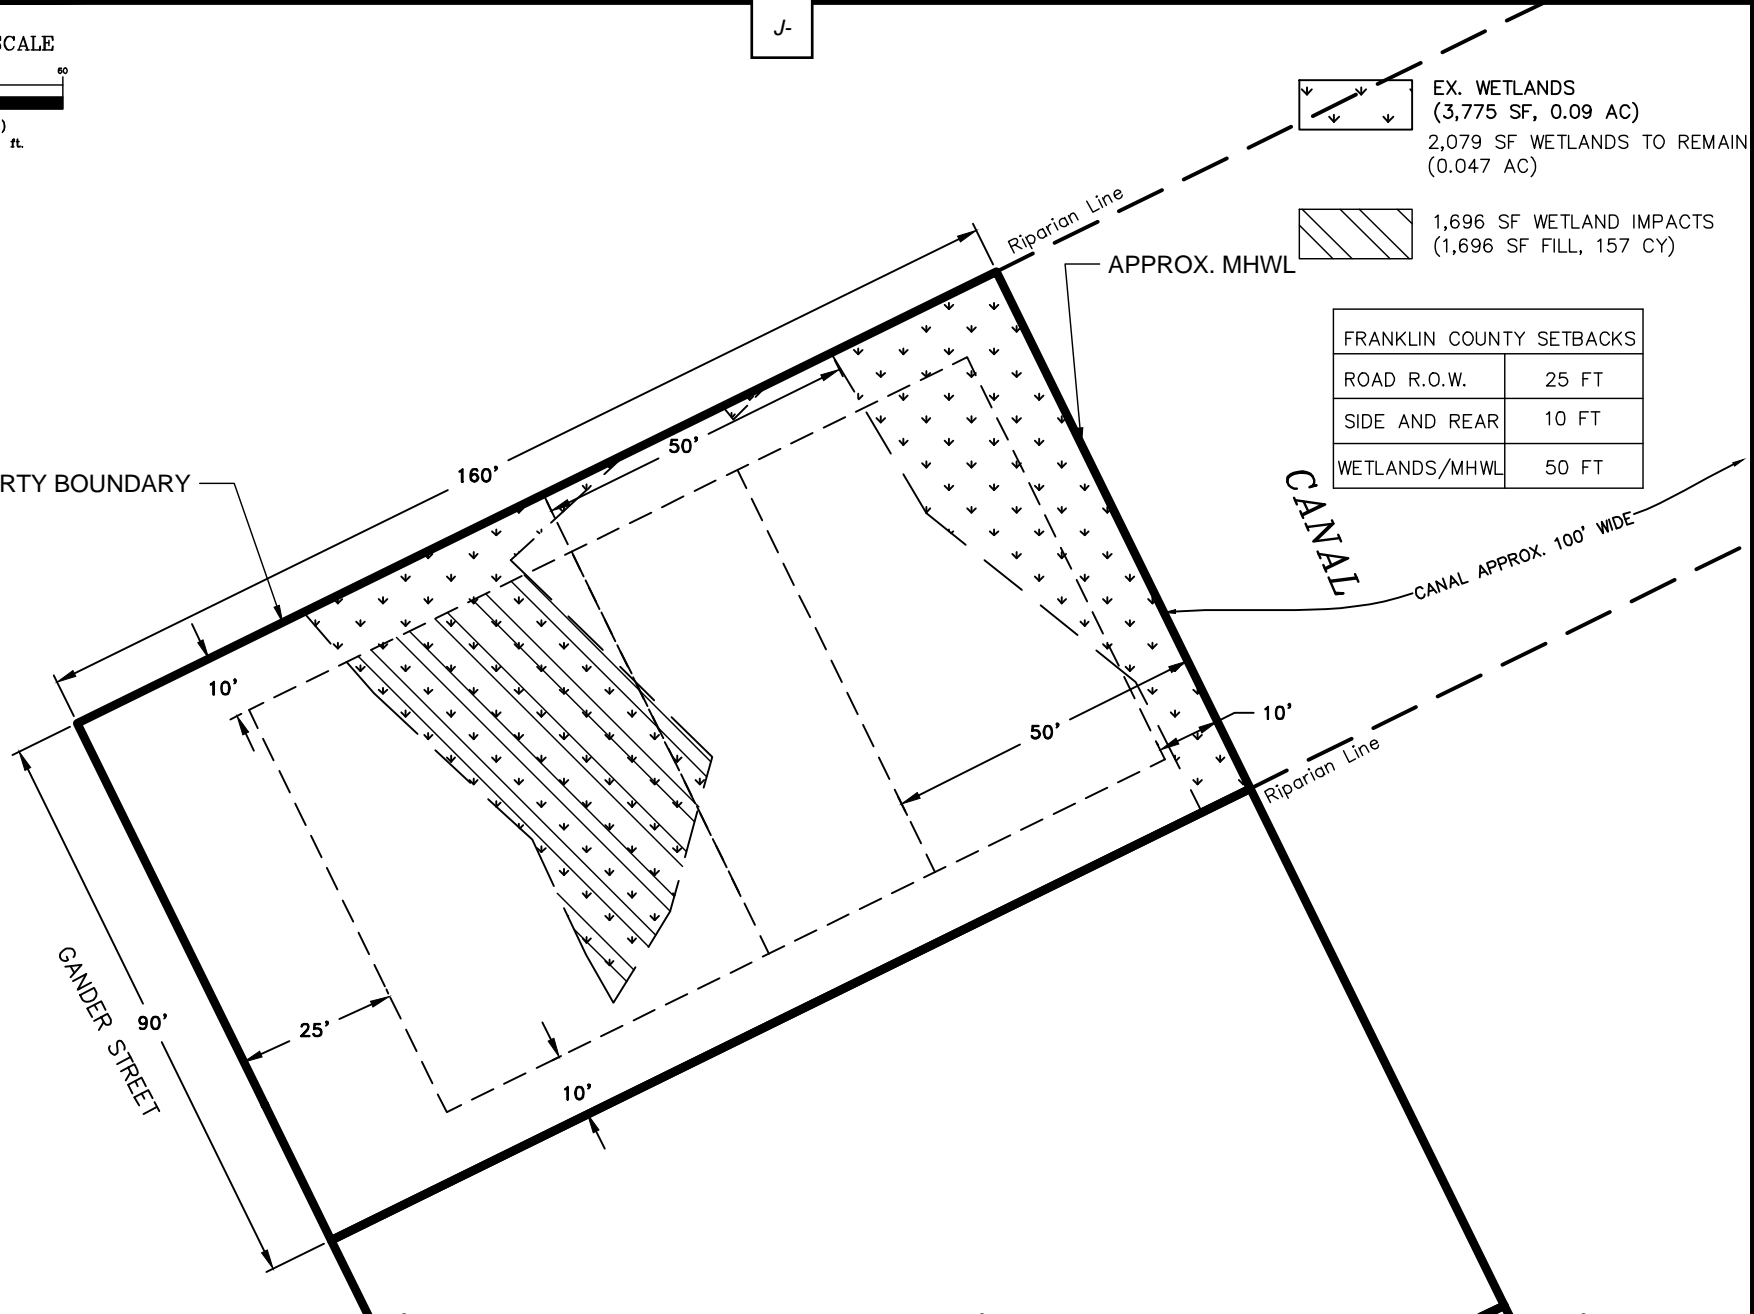 J-
SCALE
60
)
ft.
EX. WETLANDS
(3,775 SF, 0.09 AC)
2,079 SF WETLANDS TO REMAIN
(0.047 AC)
1,696 SF WETLAND IMPACTS
(1,696 SF FILL, 157 CY)
Riparian Line
APPROX. MHWL
FRANKLIN COUNTY SETBACKS
ROAD R.O.W. 25 FT
SIDE AND REAR 10 FT
WETLANDS/MHWL 50 FT
50'
160'
RTY BOUNDARY
CANAL
CANAL APPROX. 100' WIDE
10'
50'
10'
Riparian Line
GANDER STREET
90'
25'
10'